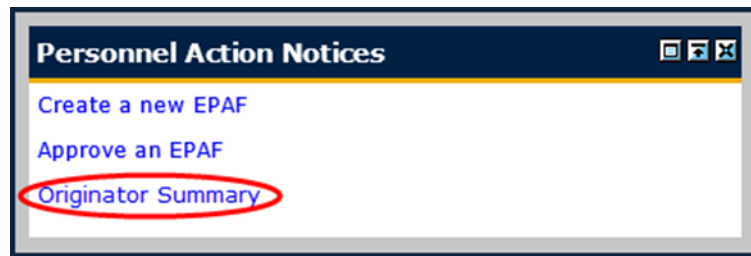 Personnel Action Notices
Create a new EPAF
Approve an EPAF
Originator Summary